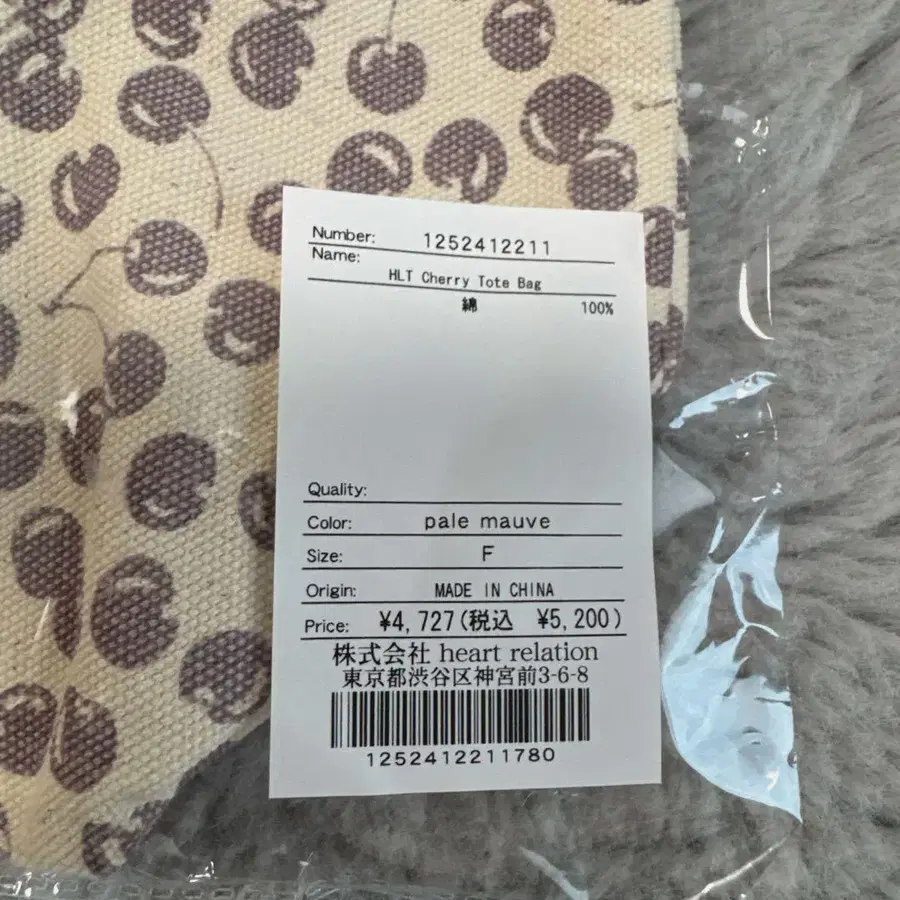 Number: 1252412211
Name:
HLT Cherry Tote Bag
綿 100%
Quality:
Color: pale mauve
Size: F
Origin: MADE IN CHINA
Price: ¥4,727(税込 ¥5,200)
株式会社 heart relation
東京都渋谷区神宮前3-6-8
1252412211780